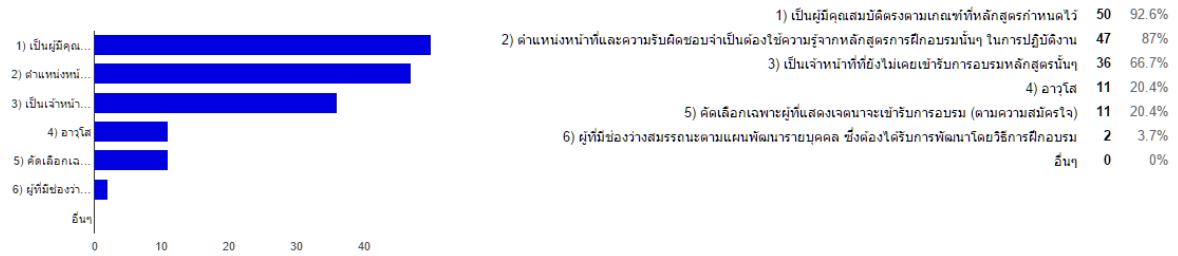 1) เป็นผู้มีคุณ...
2) ตำแหน่งหน้...
3) เป็นเจ้าหน้า...
4) อาวุโส
5) คัดเลือกเฉ...
6) ผู้ที่มีช่องว่า...
อื่นๆ
0 10 20 30 40
1) เป็นผู้มีคุณสมบัติตรงตามเกณฑ์ที่หลักสูตรกำหนดไว้ 50 92.6%
2) ตำแหน่งหน้าที่และความรับผิดชอบจำเป็นต้องใช้ความรู้จากหลักสูตรการฝึกอบรมนั้นๆ ในการปฏิบัติงาน 47 87%
3) เป็นเจ้าหน้าที่ที่ยังไม่เคยเข้ารับการอบรมหลักสูตรนั้นๆ 36 66.7%
4) อาวุโส 11 20.4%
5) คัดเลือกเฉพาะผู้ที่แสดงเจตนาจะเข้ารับการอบรม (ตามความสมัครใจ) 11 20.4%
6) ผู้ที่มีช่องว่างสมรรถนะตามแผนพัฒนารายบุคคล ซึ่งต้องได้รับการพัฒนาโดยวิธีการฝึกอบรม 2 3.7%
อื่นๆ 0 0%